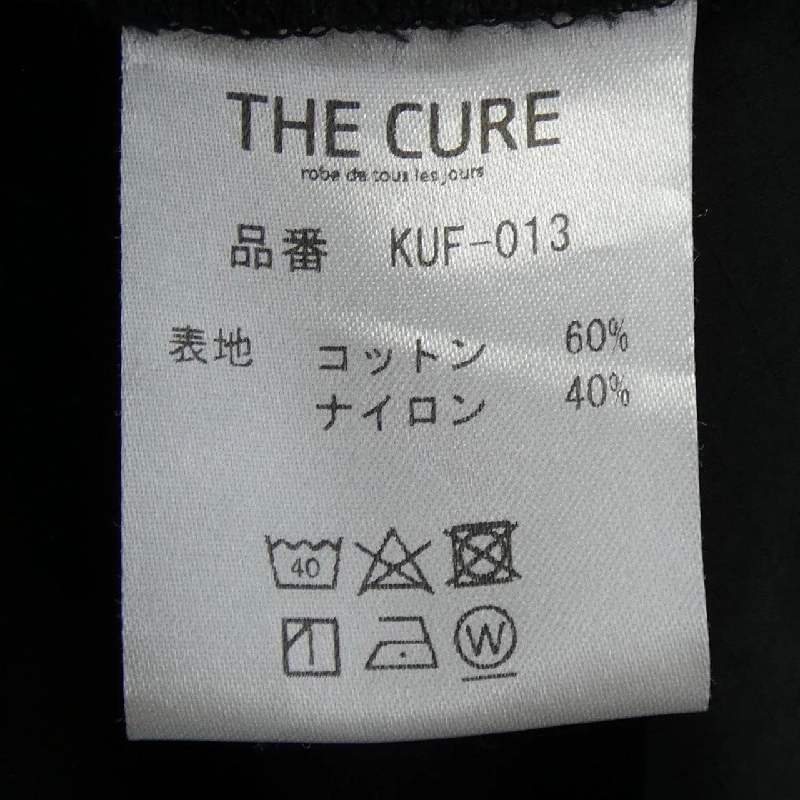 THE CURE
robe de tous les jours
品番 KUF-013
表地 コットン 60%
ナイロン 40%
40
W